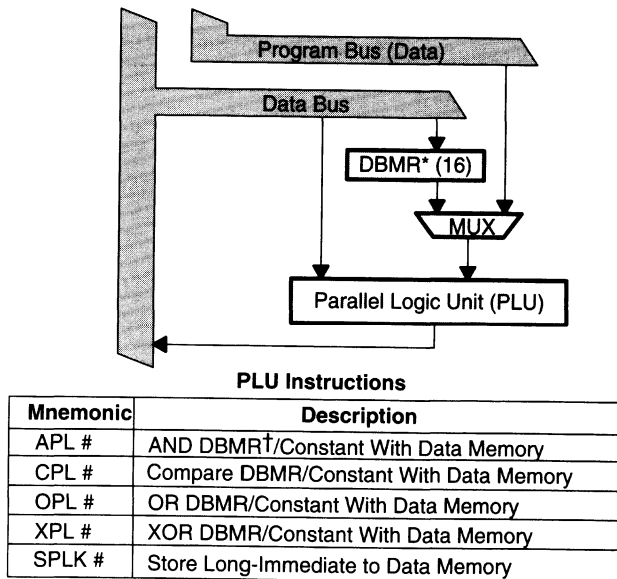 Program Bus (Data)
Data Bus
DBMR* (16)
MUX
Parallel Logic Unit (PLU)
PLU Instructions
Mnemonic Description
APL # AND DBMR†/Constant With Data Memory
CPL # Compare DBMR/Constant With Data Memory
OPL # OR DBMR/Constant With Data Memory
XPL # XOR DBMR/Constant With Data Memory
SPLK # Store Long-Immediate to Data Memory